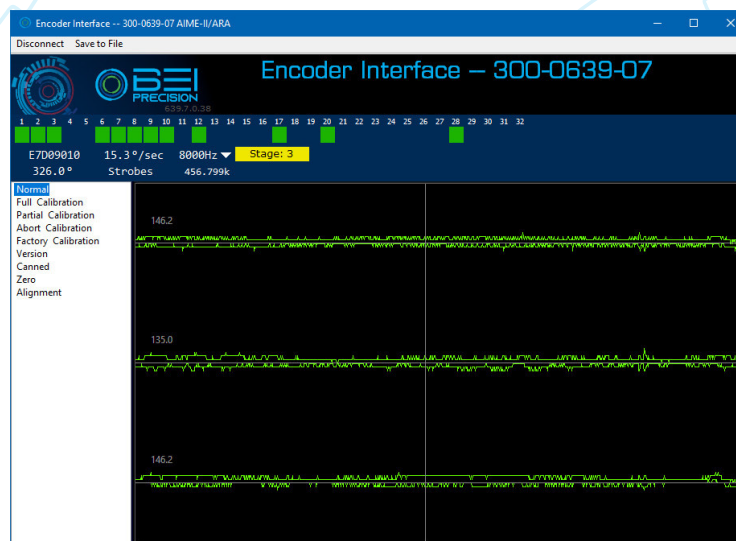 Encoder Interface -- 300-0639-07 AIME-II/ARA
Disconnect Save to File
BEI
PRECISION
Encoder Interface – 300-0639-07
639.7.0.38
1 2 3 4 5 6 7 8 9 10 11 12 13 14 15 16 17 18 19 20 21 22 23 24 25 26 27 28 29 30 31 32
E7D09010 15.3°/sec 8000Hz Stage: 3
326.0° Strobes 456.799k
Normal
Full Calibration
Partial Calibration
Abort Calibration
Factory Calibration
Version
Canned
Zero
Alignment
146.2
135.0
146.2